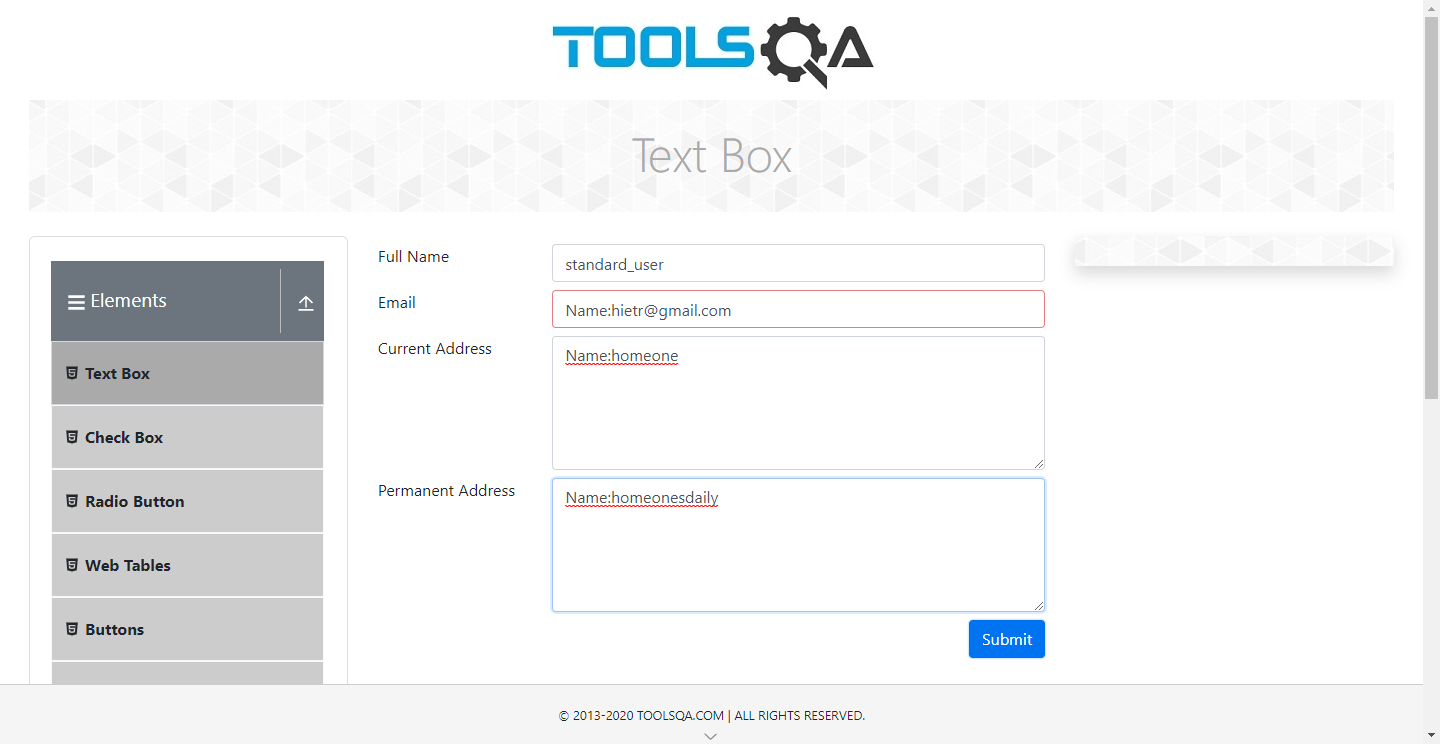 TOOLSQA
Text Box
Elements
Text Box
Check Box
Radio Button
Web Tables
Buttons
Full Name
standard_user
Email
Name:hietr@gmail.com
Current Address
Name:homeone
Permanent Address
Name:homeonesdaily
Submit
© 2013-2020 TOOLSQA.COM | ALL RIGHTS RESERVED.